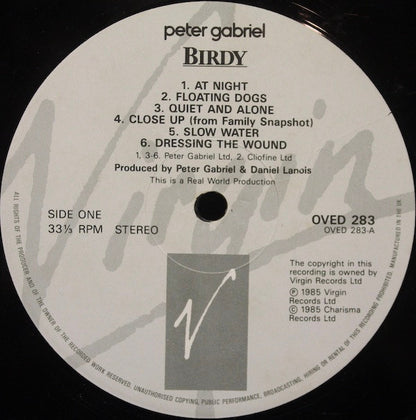 peter gabriel
BIRDY
1. AT NIGHT
2. FLOATING DOGS
3. QUIET AND ALONE
4. CLOSE UP (from Family Snapshot)
5. SLOW WATER
6. DRESSING THE WOUND
1, 3-6. Peter Gabriel Ltd, 2. Cliofine Ltd
Produced by Peter Gabriel & Daniel Lanois
This is a Real World Production
Virgin
SIDE ONE
33⅓ RPM STEREO
OVED 283
OVED 283-A
The copyright in this
recording is owned by
Virgin Records Ltd
Ⓟ 1985 Virgin
Records Ltd
© 1985 Charisma
Records Ltd
V
ALL RIGHTS OF THE PRODUCER AND OF THE OWNER OF THE RECORDED WORK RESERVED. UNAUTHORISED COPYING, PUBLIC PERFORMANCE, BROADCASTING, HIRING OR RENTAL OF THIS RECORDING PROHIBITED. MANUFACTURED IN THE U.K.